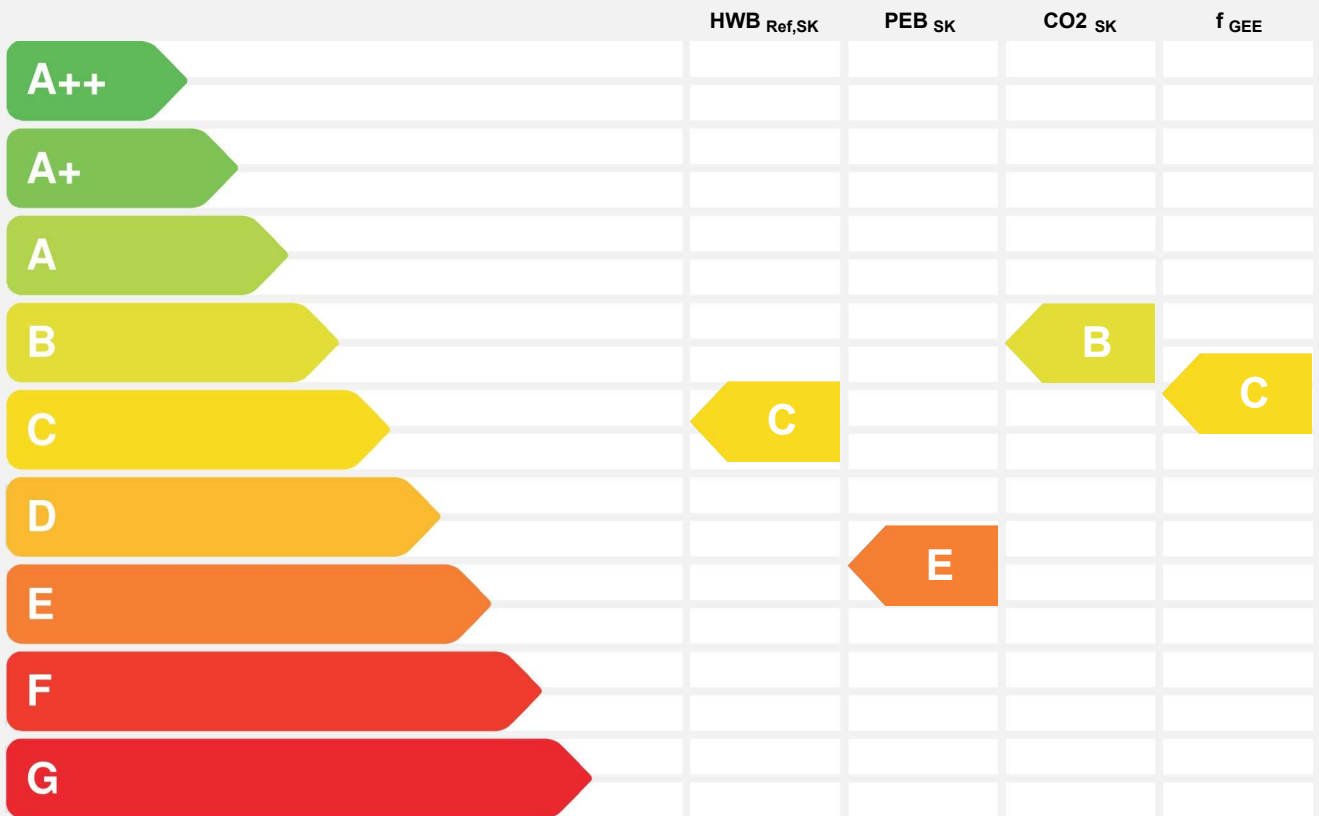 HWB Ref,SK PEB SK CO2 SK f GEE
A++
A+
A
B B
C C C
D
E E
F
G